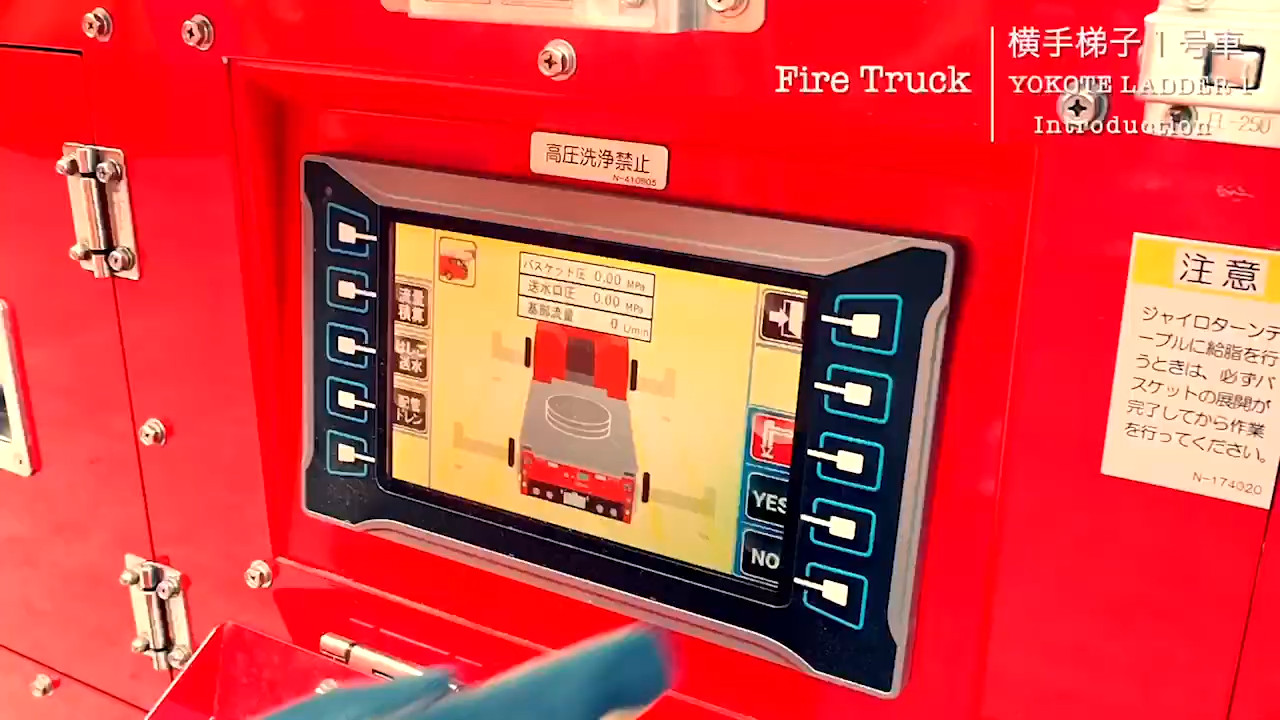 Fire Truck
横手梯子1号車
YOKOTE LADDER 1
Introduction
FL-250
高圧洗浄禁止
N-410805
バスケット圧 0.00 MPa
送水口圧 0.00 MPa
基部流量 0 L/min
流量
積算
はしご
送水
配管
ドレン
YES
NO
注意
ジャイロターンテ
ーブルに給脂を行
うときは、必ずバ
スケットの展開が
完了してから作業
を行ってください。
N-174020